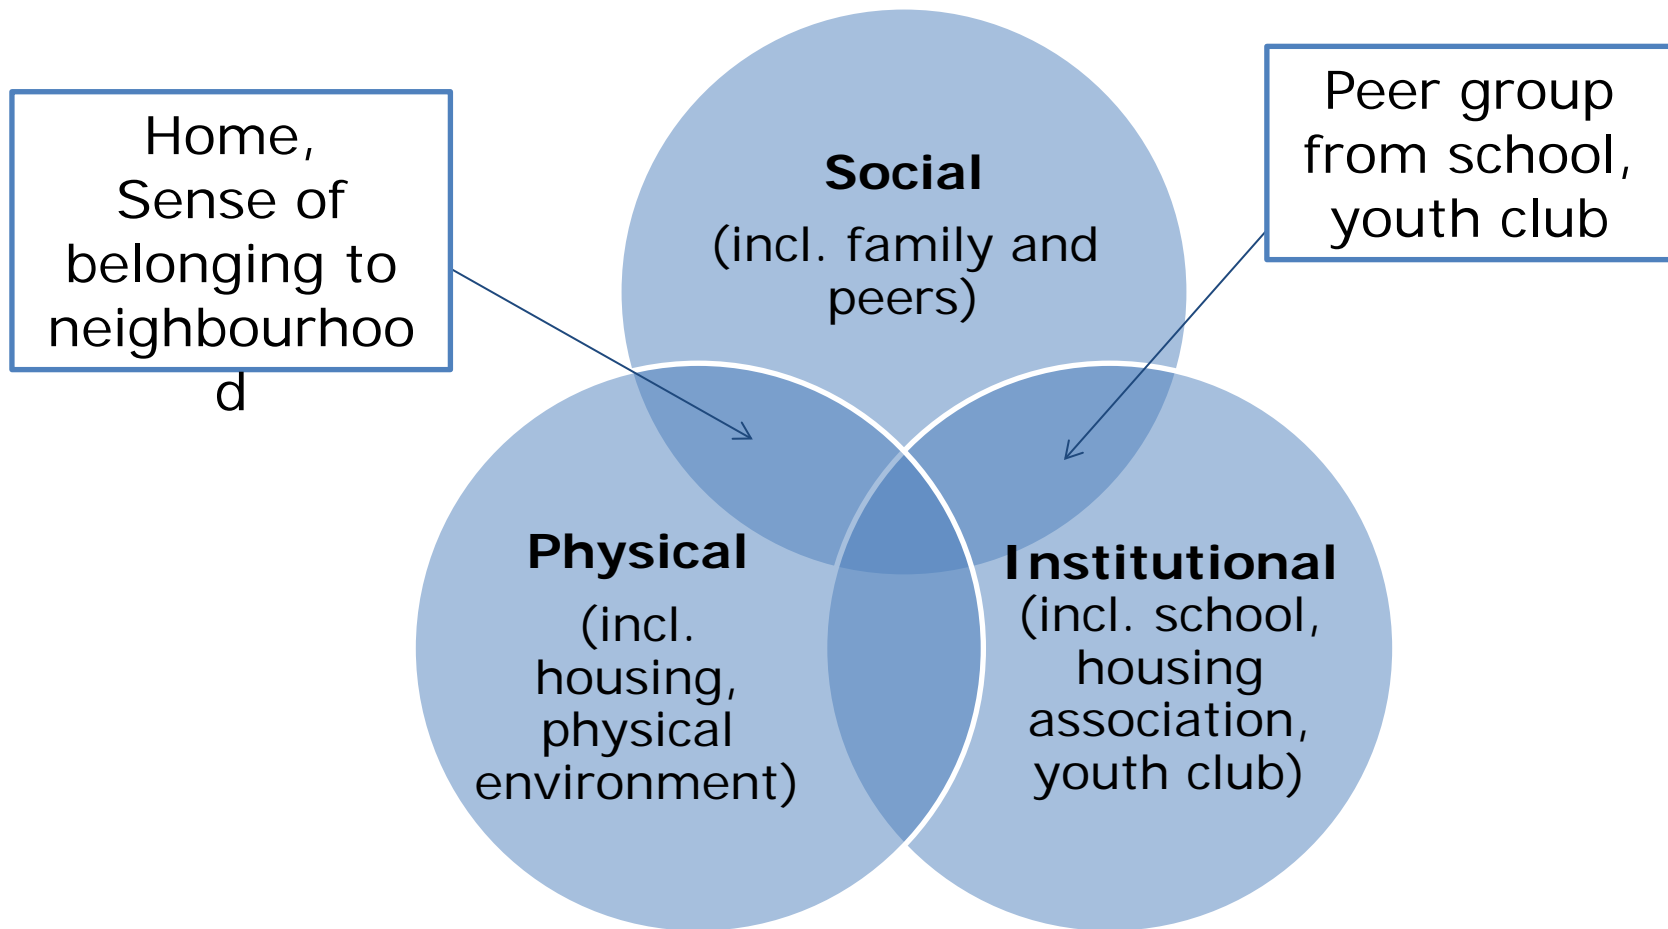 Home,
Sense of
belonging to
neighbourhoo
d
Peer group
from school,
youth club
Social
(incl. family and
peers)
Physical
(incl.
housing,
physical
environment)
Institutional
(incl. school,
housing
association,
youth club)